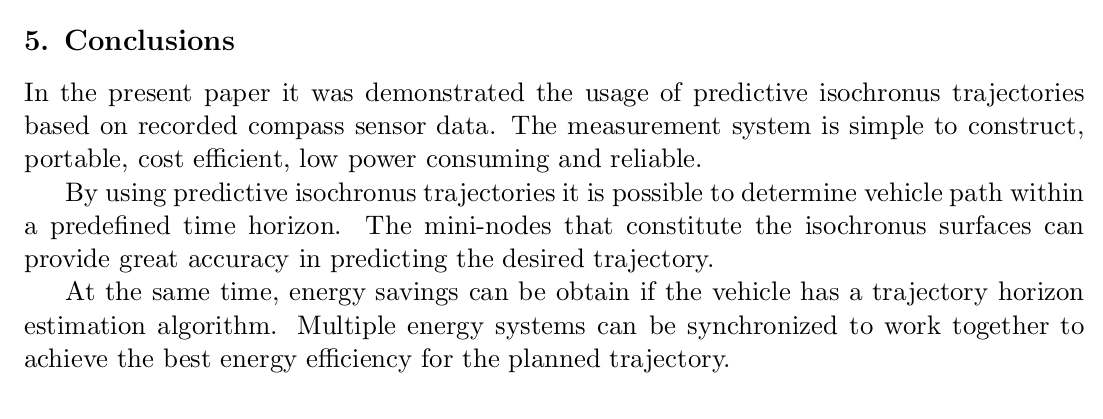 5. Conclusions
In the present paper it was demonstrated the usage of predictive isochronus trajectories
based on recorded compass sensor data. The measurement system is simple to construct,
portable, cost efficient, low power consuming and reliable.
By using predictive isochronus trajectories it is possible to determine vehicle path within
a predefined time horizon. The mini-nodes that constitute the isochronus surfaces can
provide great accuracy in predicting the desired trajectory.
At the same time, energy savings can be obtain if the vehicle has a trajectory horizon
estimation algorithm. Multiple energy systems can be synchronized to work together to
achieve the best energy efficiency for the planned trajectory.